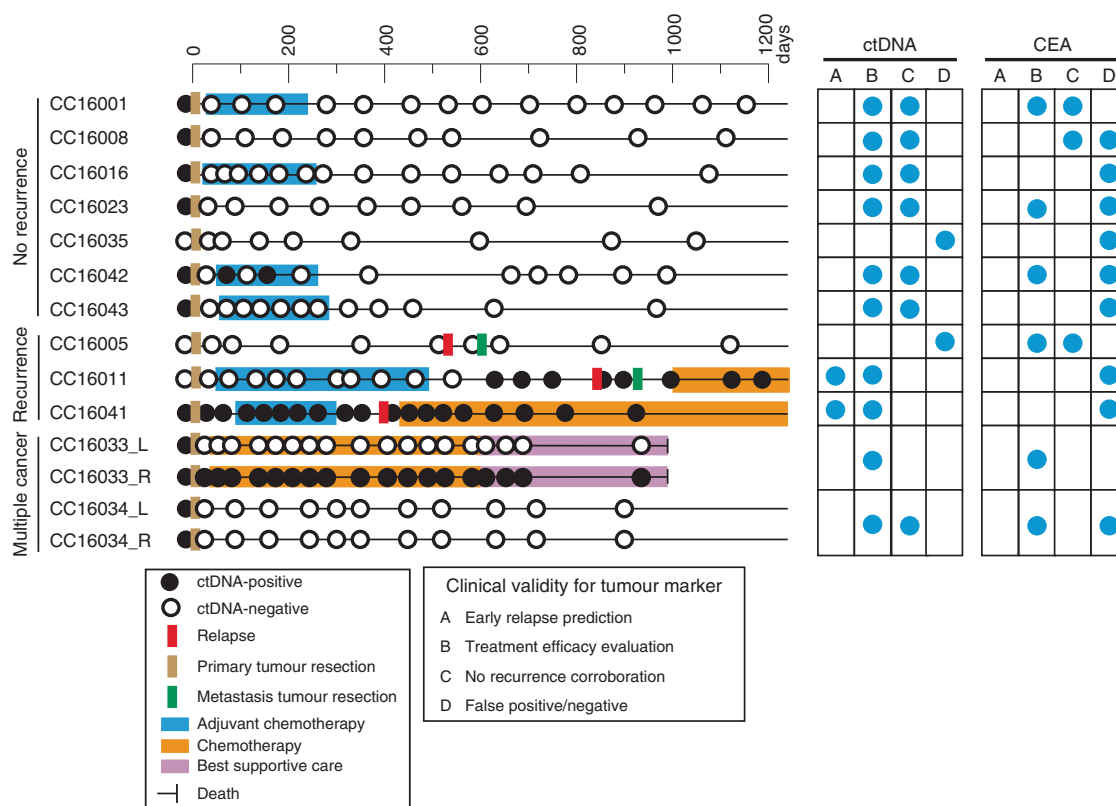 0 200 400 600 800 1000 1200
days
ctDNA CEA
A B C D A B C D
No recurrence
CC16001
CC16008
CC16016
CC16023
CC16035
CC16042
CC16043
Recurrence
CC16005
CC16011
CC16041
Multiple cancer
CC16033_L
CC16033_R
CC16034_L
CC16034_R
ctDNA-positive
ctDNA-negative
Relapse
Primary tumour resection
Metastasis tumour resection
Adjuvant chemotherapy
Chemotherapy
Best supportive care
Death
Clinical validity for tumour marker
A Early relapse prediction
B Treatment efficacy evaluation
C No recurrence corroboration
D False positive/negative